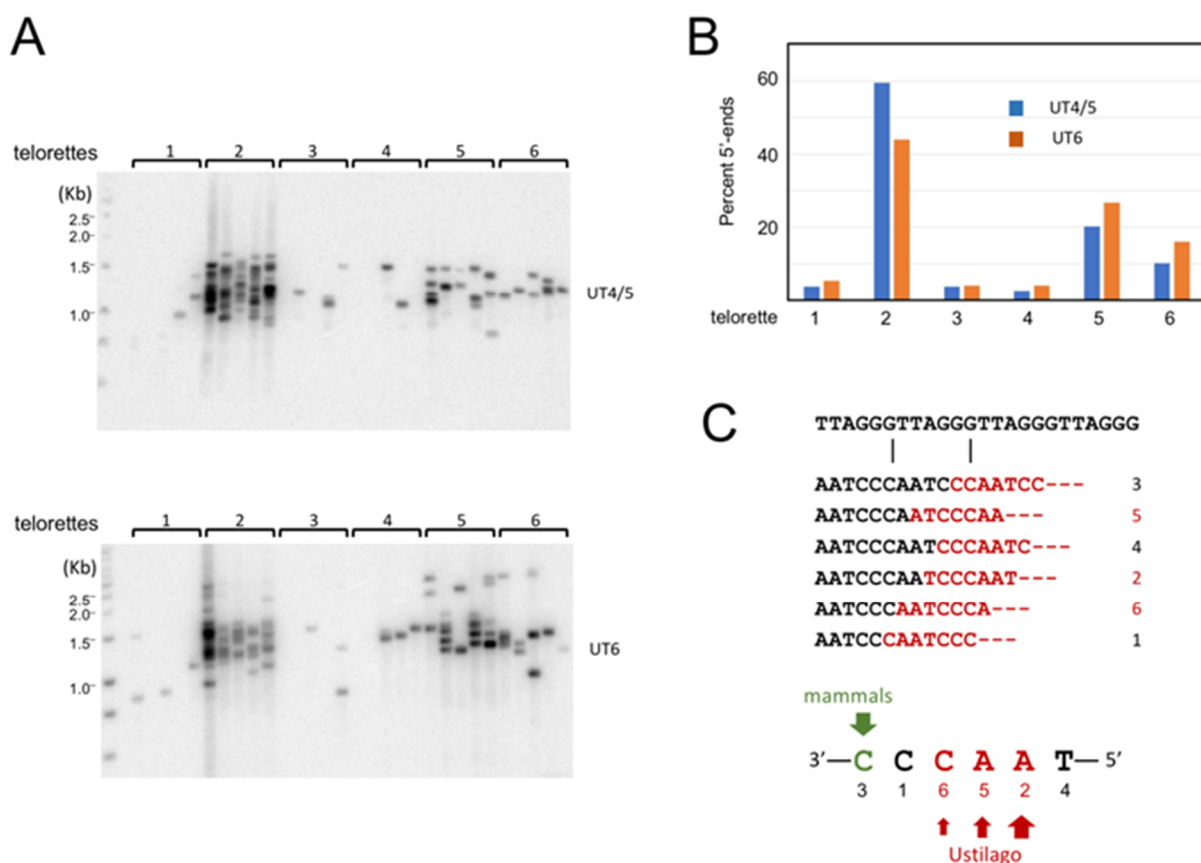 A
telorettes 1 2 3 4 5 6
(Kb)
2.5
2.0
1.5
1.0
UT4/5
telorettes 1 2 3 4 5 6
(Kb)
2.5
2.0
1.5
1.0
UT6
B
Percent 5'-ends
60
40
20
UT4/5
UT6
telorette 1 2 3 4 5 6
C
TTAGGGTTAGGGTTAGGGTTAGGG
AATCCCAATCCCAATCC--- 3
AATCCCAATCCCAA--- 5
AATCCCAATCCCAATC--- 4
AATCCCAATCCCAAT--- 2
AATCCCAATCCCA--- 6
AATCCCAATCCC--- 1
mammals
3’—C C C A A T—5’
3 1 6 5 2 4
Ustilago